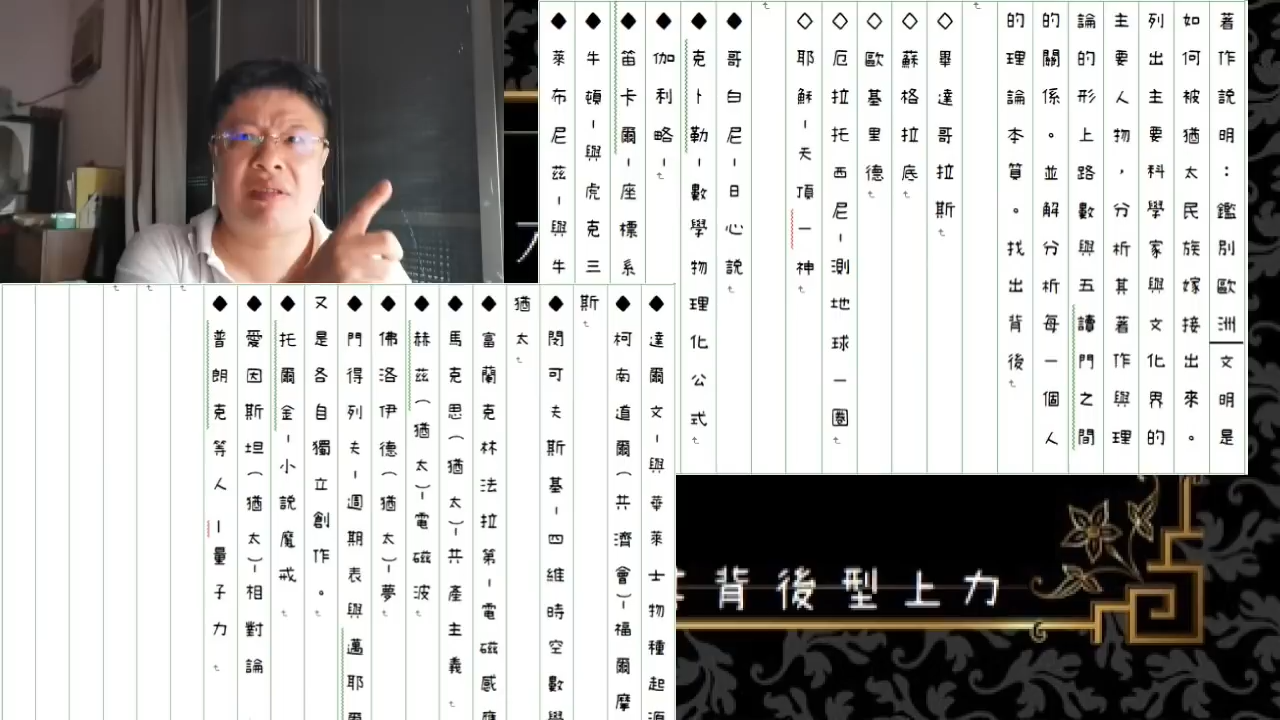 著作說明：鑑別歐洲文明是
如何被猶太民族嫁接出來。
列出主要科學家與文化界的
主要人物，分析其著作與理
論的形上路數與五讀門之間
的關係。並解分析每一個人
的理論本質。找出背後
◇畢達哥拉斯
◇蘇格拉底
◇歐基里德
◇厄拉托西尼-測地球一圈
◇耶穌-天頂一神
◆哥白尼-日心說
◆克卜勒-數學物理化公式
◆伽利略-
◆笛卡爾-座標系
◆牛頓-與虎克三
◆萊布尼茲-與牛
◆達爾文-與華萊士物種起源
◆柯南道爾(共濟會)-福爾摩
斯
◆閔可夫斯基-四維時空數學
猶太
◆富蘭克林法拉第-電磁感應
◆馬克思(猶太)-共產主義
◆赫茲(猶太)-電磁波
◆佛洛伊德(猶太)-夢
◆門得列夫-週期表與邁耶爾
又是各自獨立創作。
◆托爾金-小說魔戒
◆愛因斯坦(猶太)-相對論
◆普朗克等人 -量子力
背後型上力